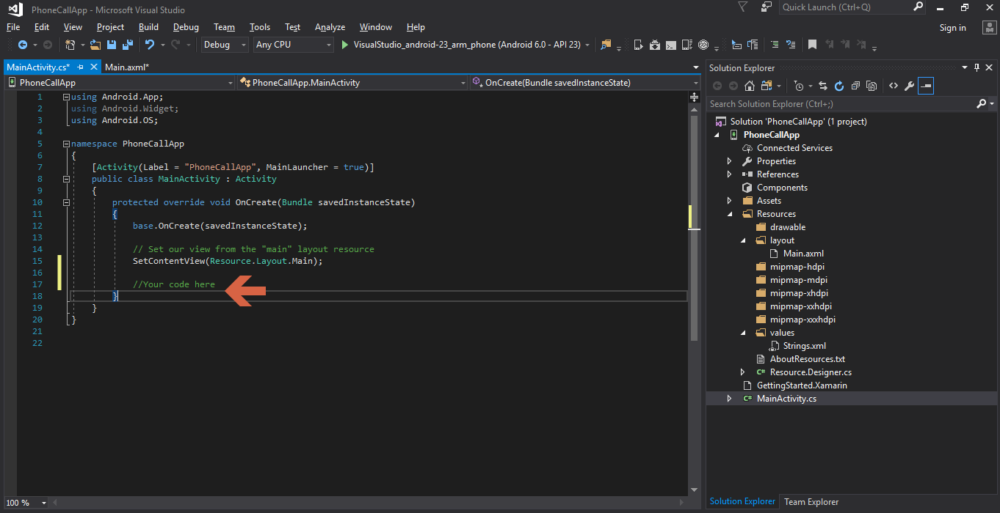 PhoneCallApp - Microsoft Visual Studio
Quick Launch (Ctrl+Q)
File Edit View Project Build Debug Team Tools Test Analyze Window Help
Sign in
Debug Any CPU VisualStudio_android-23_arm_phone (Android 6.0 - API 23)
MainActivity.cs* Main.axml*
PhoneCallApp PhoneCallApp.MainActivity OnCreate(Bundle savedInstanceState)
1 using Android.App;
2 using Android.Widget;
3 using Android.OS;
4
5 namespace PhoneCallApp
6 {
7 [Activity(Label = "PhoneCallApp", MainLauncher = true)]
8 public class MainActivity : Activity
9 {
10 protected override void OnCreate(Bundle savedInstanceState)
11 {
12 base.OnCreate(savedInstanceState);
13
14 // Set our view from the "main" layout resource
15 SetContentView(Resource.Layout.Main);
16
17 //Your code here
18 }
19 }
20 }
21
22
100 %
Solution Explorer
Search Solution Explorer (Ctrl+;)
Solution 'PhoneCallApp' (1 project)
PhoneCallApp
Connected Services
Properties
References
Components
Assets
Resources
drawable
layout
Main.axml
mipmap-hdpi
mipmap-mdpi
mipmap-xhdpi
mipmap-xxhdpi
mipmap-xxxhdpi
values
Strings.xml
AboutResources.txt
C# Resource.Designer.cs
GettingStarted.Xamarin
C# MainActivity.cs
Solution Explorer Team Explorer